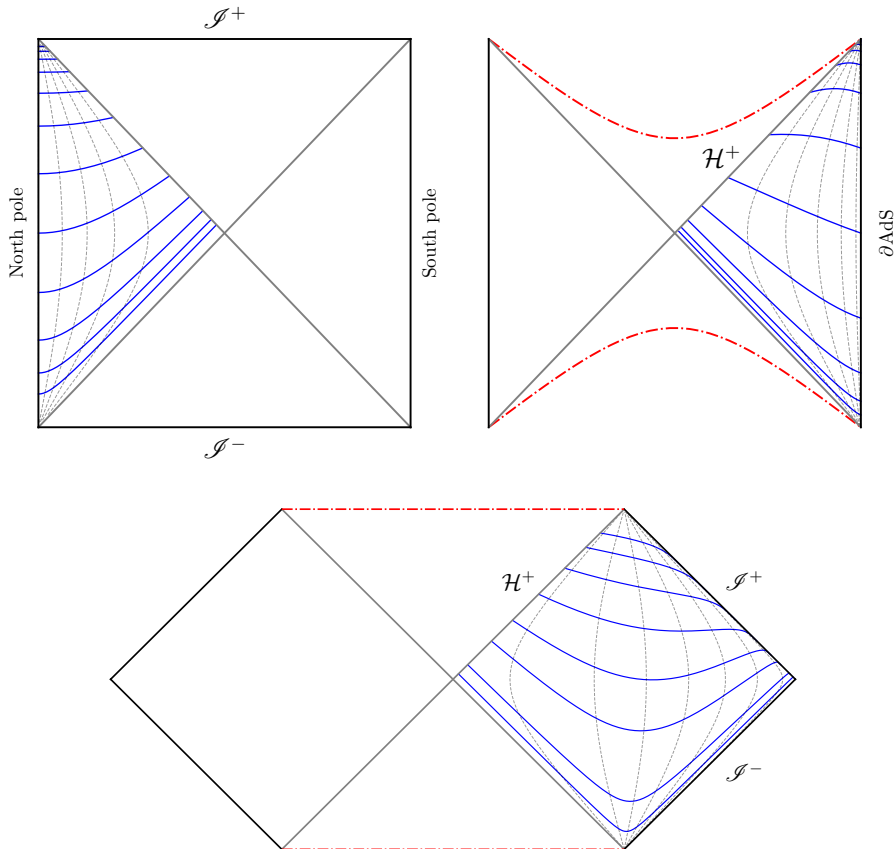 ℐ⁺
North pole
South pole
ℐ⁻
ℋ⁺
∂AdS
ℋ⁺
ℐ⁺
ℐ⁻